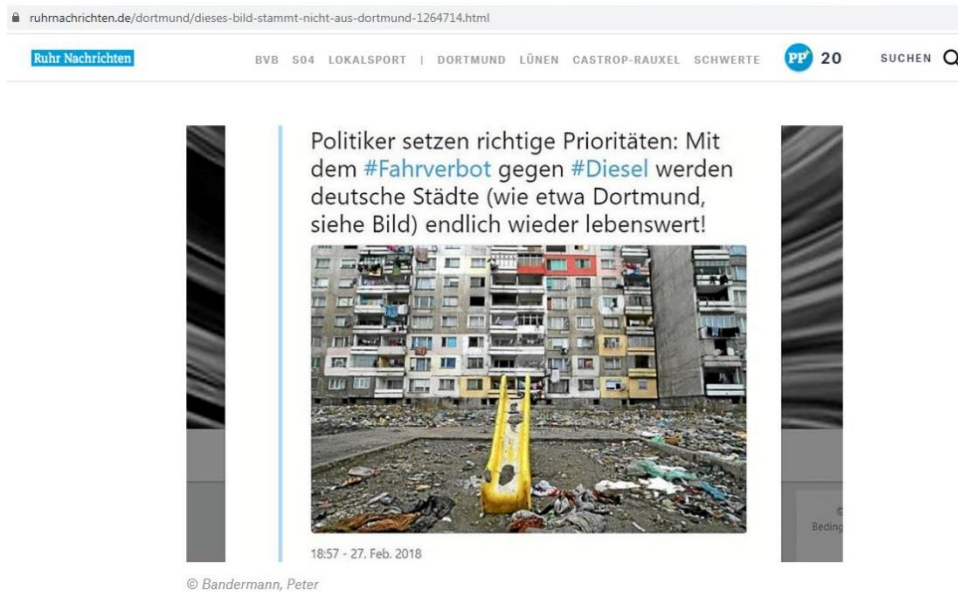 ruhrnachrichten.de/dortmund/dieses-bild-stammt-nicht-aus-dortmund-1264714.html
Ruhr Nachrichten BVB S04 LOKALSPORT | DORTMUND LÜNEN CASTROP-RAUXEL SCHWERTE PP+ 20 SUCHEN
Politiker setzen richtige Prioritäten: Mit
dem #Fahrverbot gegen #Diesel werden
deutsche Städte (wie etwa Dortmund,
siehe Bild) endlich wieder lebenswert!
©
Beding
18:57 - 27. Feb. 2018
© Bandermann, Peter